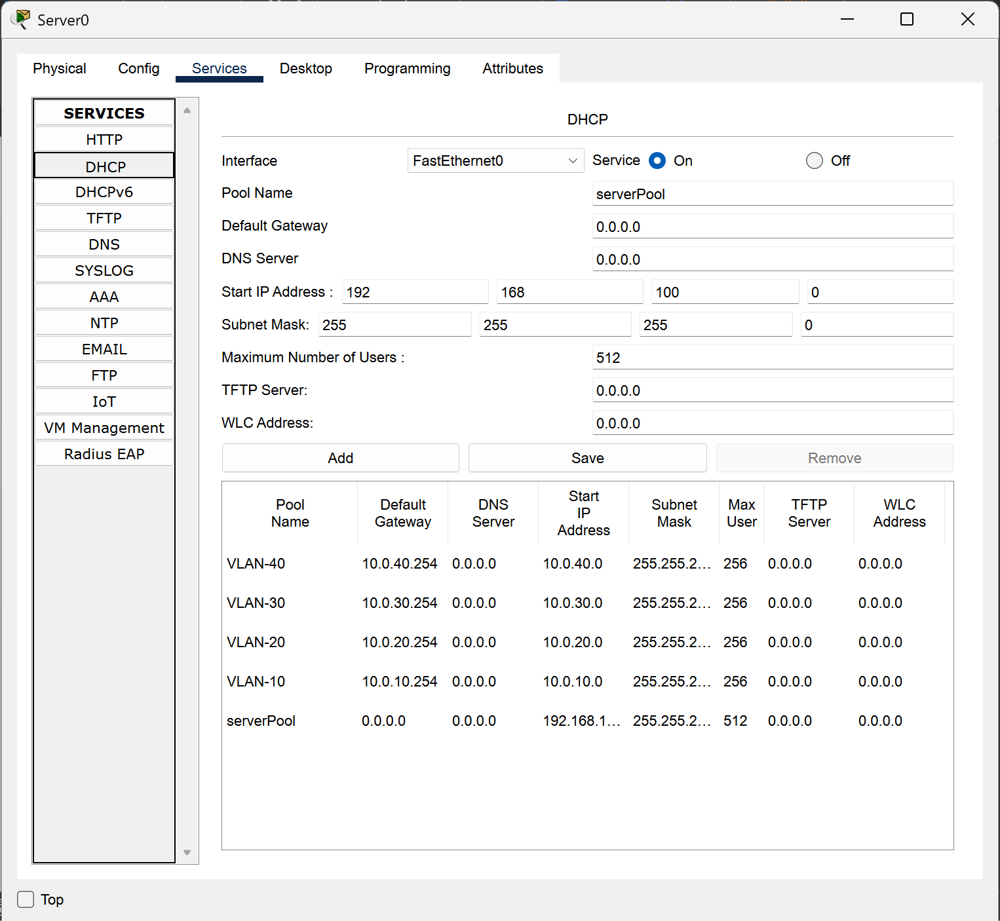 Server0
Physical Config Services Desktop Programming Attributes
SERVICES
HTTP
DHCP
DHCPv6
TFTP
DNS
SYSLOG
AAA
NTP
EMAIL
FTP
IoT
VM Management
Radius EAP
DHCP
Interface FastEthernet0 Service On Off
Pool Name serverPool
Default Gateway 0.0.0.0
DNS Server 0.0.0.0
Start IP Address : 192 168 100 0
Subnet Mask: 255 255 255 0
Maximum Number of Users : 512
TFTP Server: 0.0.0.0
WLC Address: 0.0.0.0
Add Save Remove
Pool Name Default Gateway DNS Server Start IP Address Subnet Mask Max User TFTP Server WLC Address
VLAN-40 10.0.40.254 0.0.0.0 10.0.40.0 255.255.2... 256 0.0.0.0 0.0.0.0
VLAN-30 10.0.30.254 0.0.0.0 10.0.30.0 255.255.2... 256 0.0.0.0 0.0.0.0
VLAN-20 10.0.20.254 0.0.0.0 10.0.20.0 255.255.2... 256 0.0.0.0 0.0.0.0
VLAN-10 10.0.10.254 0.0.0.0 10.0.10.0 255.255.2... 256 0.0.0.0 0.0.0.0
serverPool 0.0.0.0 0.0.0.0 192.168.1... 255.255.2... 512 0.0.0.0 0.0.0.0
Top